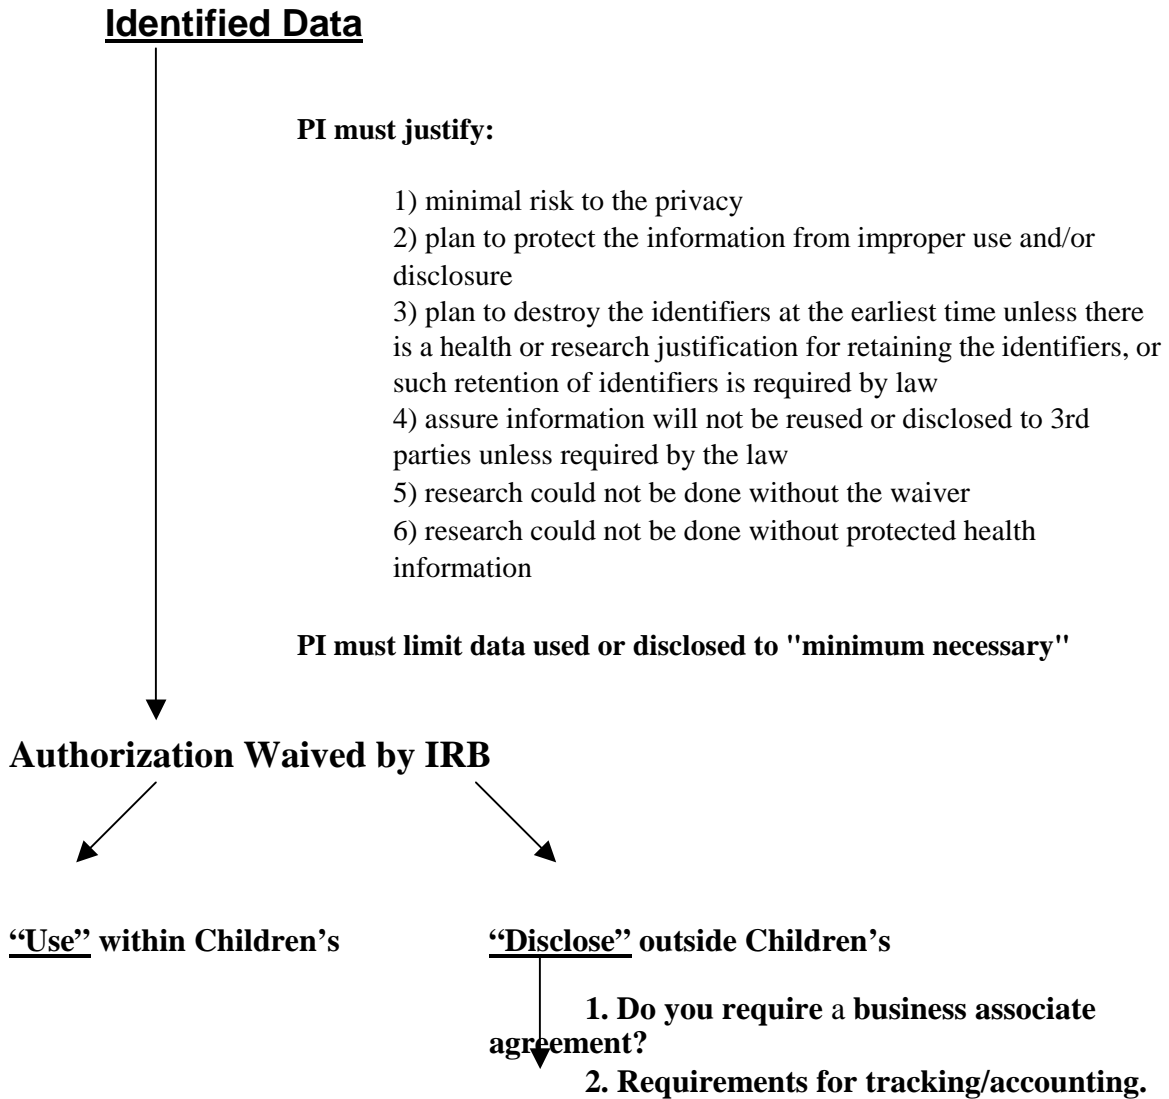 Identified Data
PI must justify:
1) minimal risk to the privacy
2) plan to protect the information from improper use and/or
disclosure
3) plan to destroy the identifiers at the earliest time unless there
is a health or research justification for retaining the identifiers, or
such retention of identifiers is required by law
4) assure information will not be reused or disclosed to 3rd
parties unless required by the law
5) research could not be done without the waiver
6) research could not be done without protected health
information
PI must limit data used or disclosed to "minimum necessary"
Authorization Waived by IRB
“Use” within Children's
“Disclose” outside Children’s
1. Do you require a business associate
agreement?
2. Requirements for tracking/accounting.